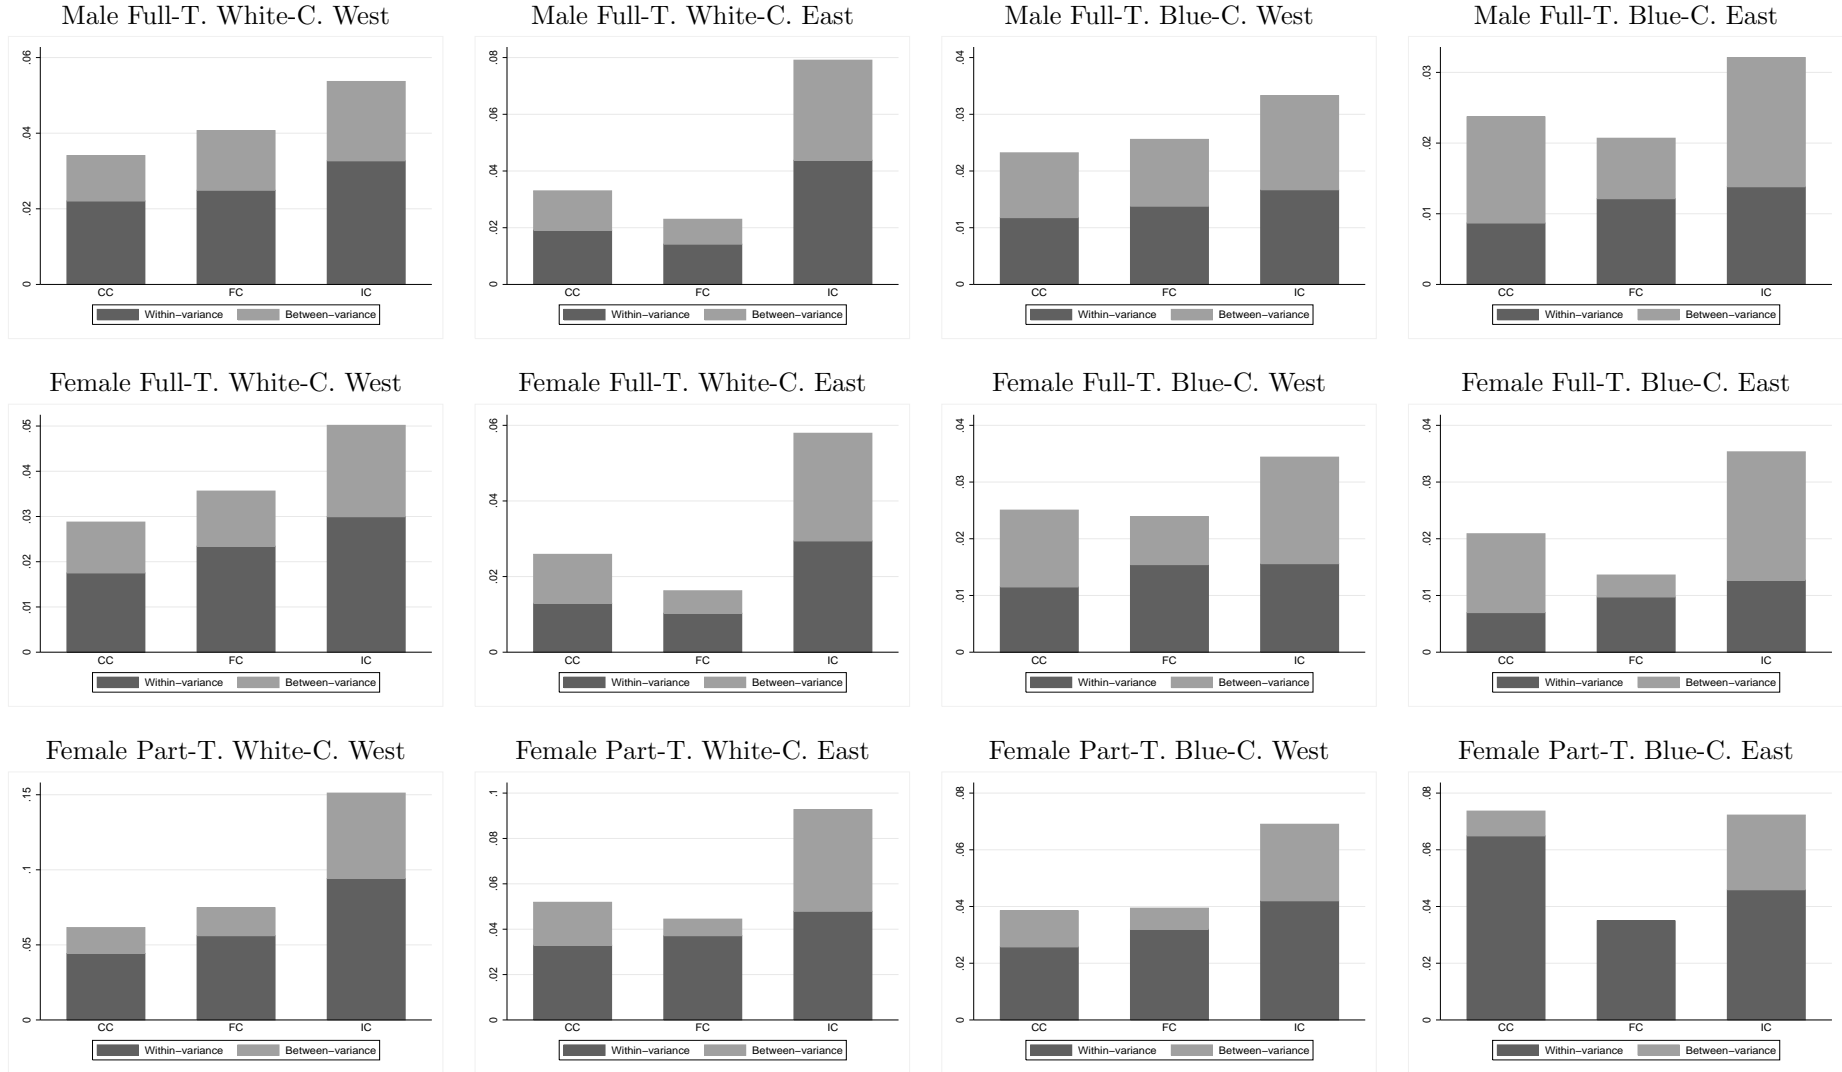 Male Full-T. White-C. West
.06
.04
.02
0
CC FC IC
Within-variance Between-variance
Male Full-T. White-C. East
.08
.06
.04
.02
0
CC FC IC
Within-variance Between-variance
Male Full-T. Blue-C. West
.04
.03
.02
.01
0
CC FC IC
Within-variance Between-variance
Male Full-T. Blue-C. East
.03
.02
.01
0
CC FC IC
Within-variance Between-variance
Female Full-T. White-C. West
.05
.04
.03
.02
.01
0
CC FC IC
Within-variance Between-variance
Female Full-T. White-C. East
.06
.04
.02
0
CC FC IC
Within-variance Between-variance
Female Full-T. Blue-C. West
.04
.03
.02
.01
0
CC FC IC
Within-variance Between-variance
Female Full-T. Blue-C. East
.04
.03
.02
.01
0
CC FC IC
Within-variance Between-variance
Female Part-T. White-C. West
.15
.1
.05
0
CC FC IC
Within-variance Between-variance
Female Part-T. White-C. East
.1
.08
.06
.04
.02
0
CC FC IC
Within-variance Between-variance
Female Part-T. Blue-C. West
.08
.06
.04
.02
0
CC FC IC
Within-variance Between-variance
Female Part-T. Blue-C. East
.08
.06
.04
.02
0
CC FC IC
Within-variance Between-variance